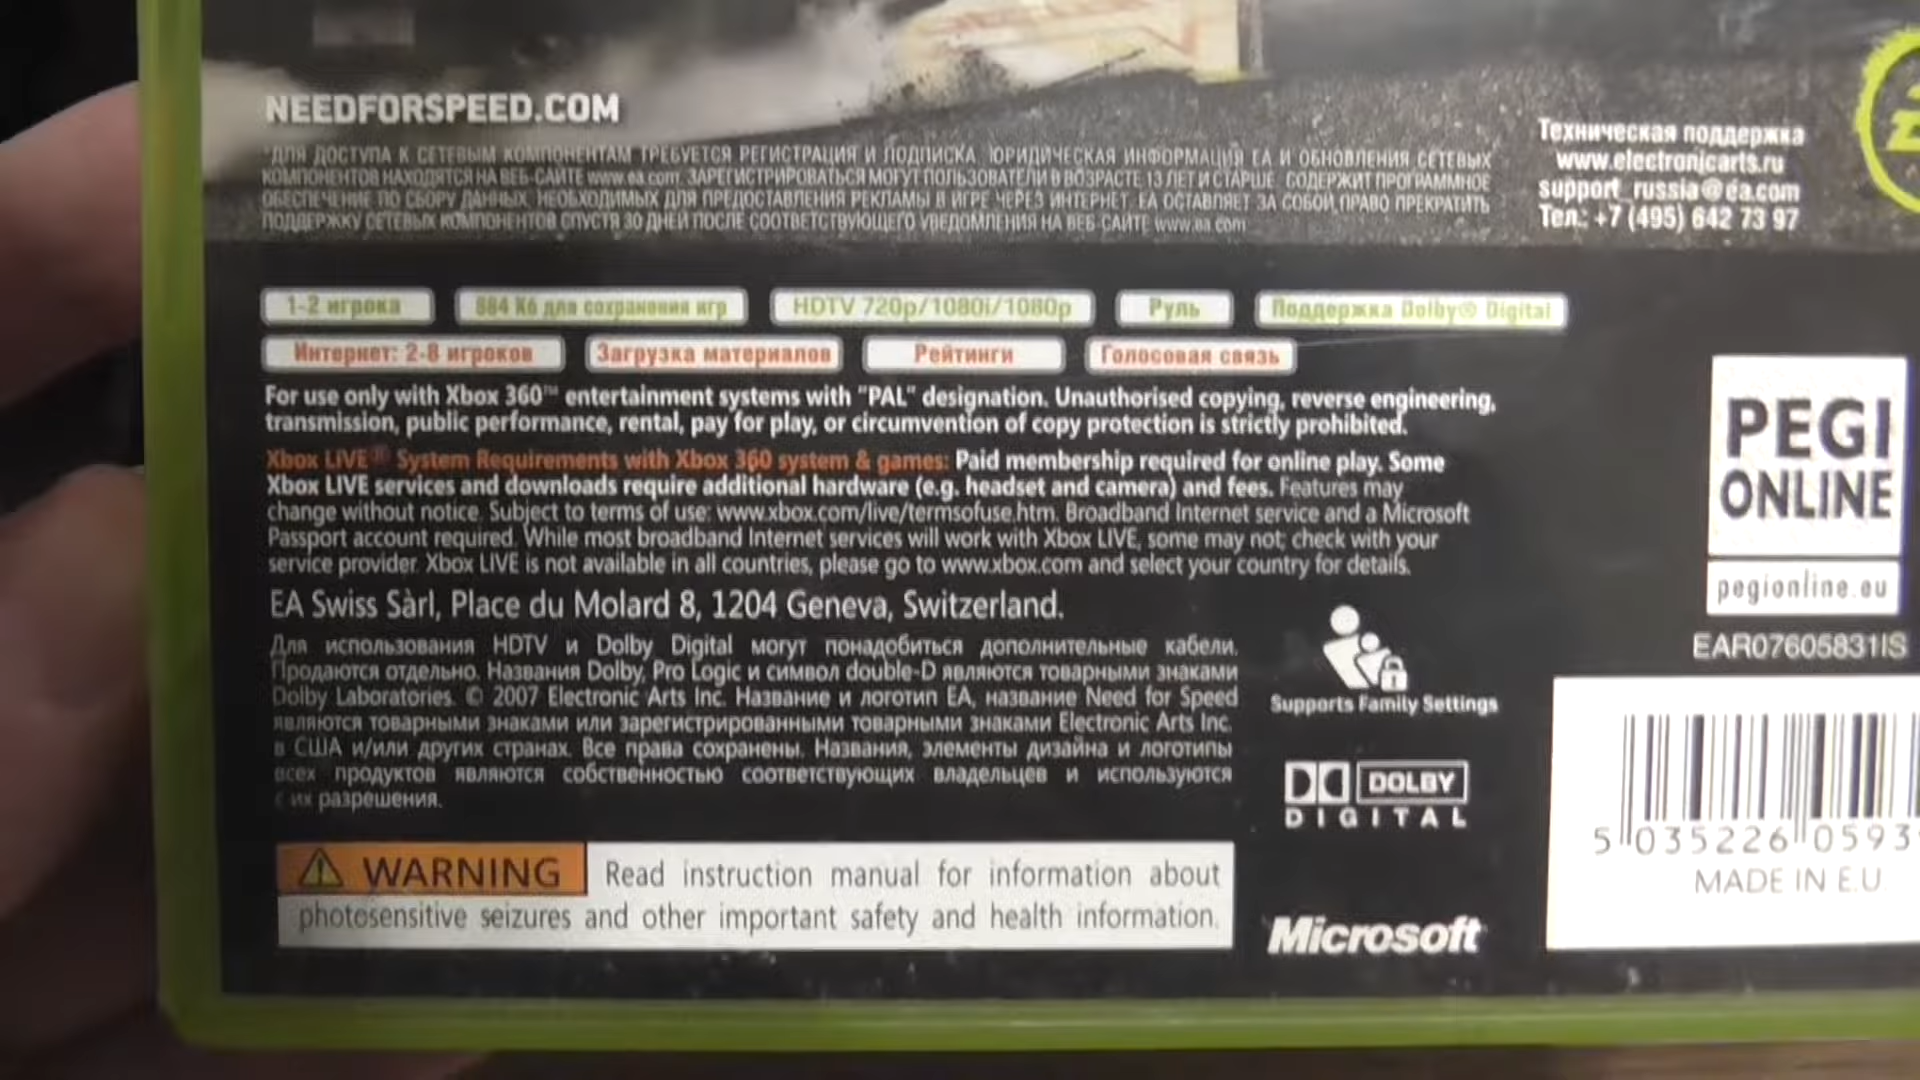 NEEDFORSPEED.COM
*ДЛЯ ДОСТУПА К СЕТЕВЫМ КОМПОНЕНТАМ ТРЕБУЕТСЯ РЕГИСТРАЦИЯ И ПОДПИСКА. ЮРИДИЧЕСКАЯ ИНФОРМАЦИЯ EA И ОБНОВЛЕНИЯ СЕТЕВЫХ
КОМПОНЕНТОВ НАХОДЯТСЯ НА ВЕБ-САЙТЕ www.ea.com. ЗАРЕГИСТРИРОВАТЬСЯ МОГУТ ПОЛЬЗОВАТЕЛИ В ВОЗРАСТЕ 13 ЛЕТ И СТАРШЕ. СОДЕРЖИТ ПРОГРАММНОЕ
ОБЕСПЕЧЕНИЕ ПО СБОРУ ДАННЫХ, НЕОБХОДИМЫХ ДЛЯ ПРЕДОСТАВЛЕНИЯ РЕКЛАМЫ В ИГРЕ ЧЕРЕЗ ИНТЕРНЕТ. EA ОСТАВЛЯЕТ ЗА СОБОЙ ПРАВО ПРЕКРАТИТЬ
ПОДДЕРЖКУ СЕТЕВЫХ КОМПОНЕНТОВ СПУСТЯ 30 ДНЕЙ ПОСЛЕ СООТВЕТСТВУЮЩЕГО УВЕДОМЛЕНИЯ НА ВЕБ-САЙТЕ www.ea.com
Техническая поддержка
www.electronicarts.ru
support_russia@ea.com
Тел.: +7 (495) 642 73 97
1-2 игрока 884 Кб для сохранения игр HDTV 720p/1080i/1080p Руль Поддержка Dolby® Digital
Интернет: 2-8 игроков Загрузка материалов Рейтинги Голосовая связь
For use only with Xbox 360™ entertainment systems with "PAL" designation. Unauthorised copying, reverse engineering,
transmission, public performance, rental, pay for play, or circumvention of copy protection is strictly prohibited.
Xbox LIVE® System Requirements with Xbox 360 system & games: Paid membership required for online play. Some
Xbox LIVE services and downloads require additional hardware (e.g. headset and camera) and fees. Features may
change without notice. Subject to terms of use: www.xbox.com/live/termsofuse.htm. Broadband Internet service and a Microsoft
Passport account required. While most broadband Internet services will work with Xbox LIVE, some may not; check with your
service provider. Xbox LIVE is not available in all countries, please go to www.xbox.com and select your country for details.
EA Swiss Sàrl, Place du Molard 8, 1204 Geneva, Switzerland.
Для использования HDTV и Dolby Digital могут понадобиться дополнительные кабели.
Продаются отдельно. Названия Dolby, Pro Logic и символ double-D являются товарными знаками
Dolby Laboratories. © 2007 Electronic Arts Inc. Название и логотип EA, название Need for Speed
являются товарными знаками или зарегистрированными товарными знаками Electronic Arts Inc.
в США и/или других странах. Все права сохранены. Названия, элементы дизайна и логотипы
всех продуктов являются собственностью соответствующих владельцев и используются
с их разрешения.
WARNING Read instruction manual for information about
photosensitive seizures and other important safety and health information.
Supports Family Settings
DOLBY
DIGITAL
Microsoft
PEGI
ONLINE
pegionline.eu
EAR07605831IS
5 035226 0593
MADE IN E.U.